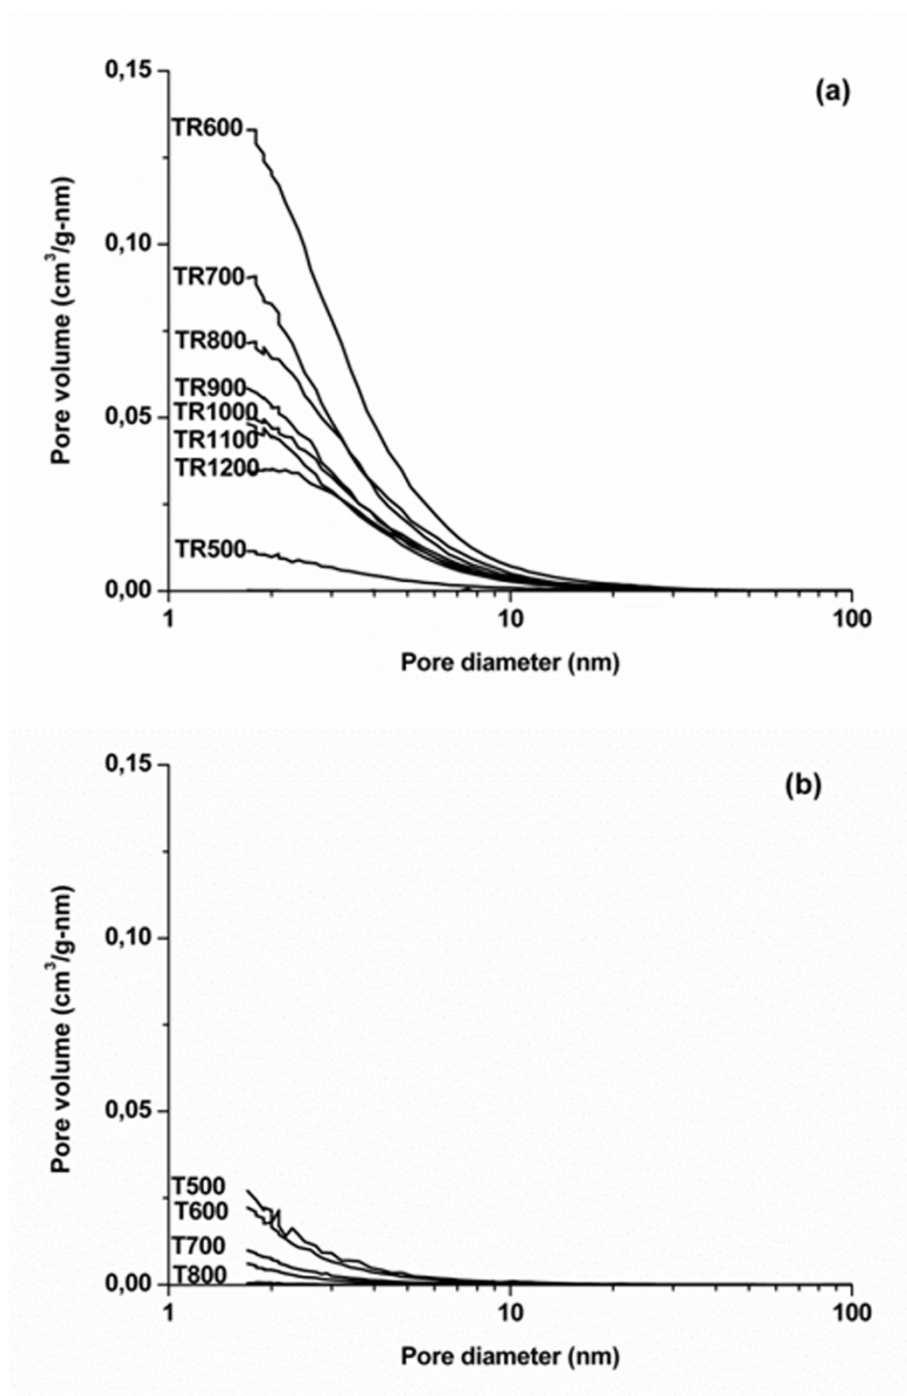 (a)
0,15
TR600
0,10
TR700
TR800
TR900
0,05
TR1000
TR1100
TR1200
TR500
0,00
1 10 100
Pore volume (cm³/g-nm)
Pore diameter (nm)
(b)
0,15
0,10
0,05
T500
T600
T700
T800
0,00
1 10 100
Pore volume (cm³/g-nm)
Pore diameter (nm)